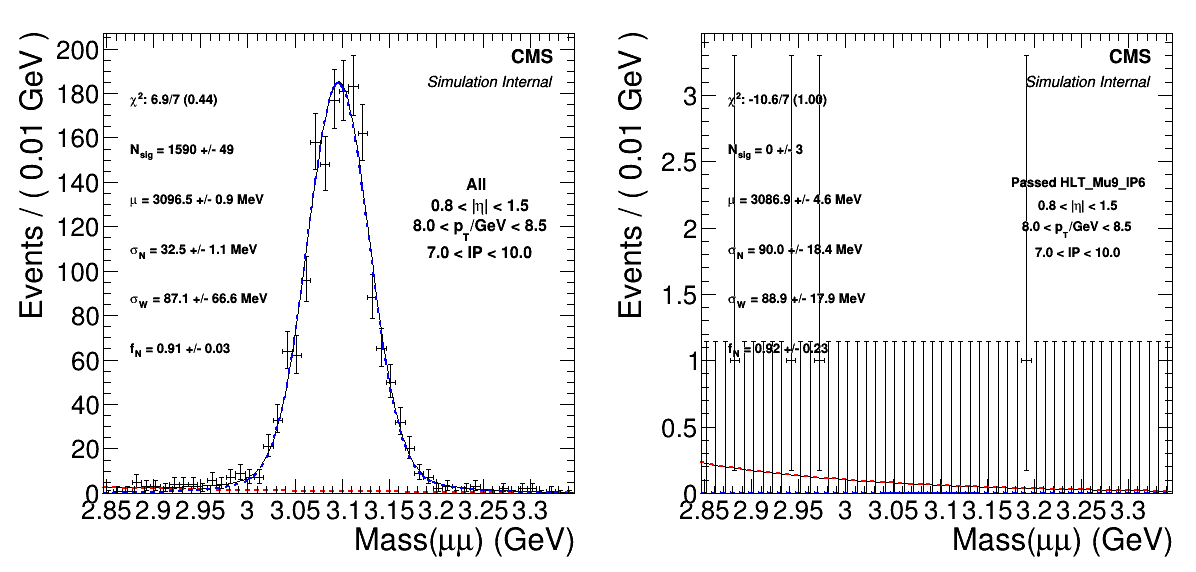 CMS
Simulation Internal
χ²: 6.9/7 (0.44)
N_sig = 1590 +/- 49
μ = 3096.5 +/- 0.9 MeV
σ_N = 32.5 +/- 1.1 MeV
σ_W = 87.1 +/- 66.6 MeV
f_N = 0.91 +/- 0.03
All
0.8 < |η| < 1.5
8.0 < p_T/GeV < 8.5
7.0 < IP < 10.0
Events / ( 0.01 GeV )
200
180
160
140
120
100
80
60
40
20
0
2.85 2.9 2.95 3 3.05 3.1 3.15 3.2 3.25 3.3
Mass(μμ) (GeV)
CMS
Simulation Internal
χ²: -10.6/7 (1.00)
N_sig = 0 +/- 3
μ = 3086.9 +/- 4.6 MeV
σ_N = 90.0 +/- 18.4 MeV
σ_W = 88.9 +/- 17.9 MeV
f_N = 0.92 +/- 0.23
Passed HLT_Mu9_IP6
0.8 < |η| < 1.5
8.0 < p_T/GeV < 8.5
7.0 < IP < 10.0
Events / ( 0.01 GeV )
3
2.5
2
1.5
1
0.5
0
2.85 2.9 2.95 3 3.05 3.1 3.15 3.2 3.25 3.3
Mass(μμ) (GeV)